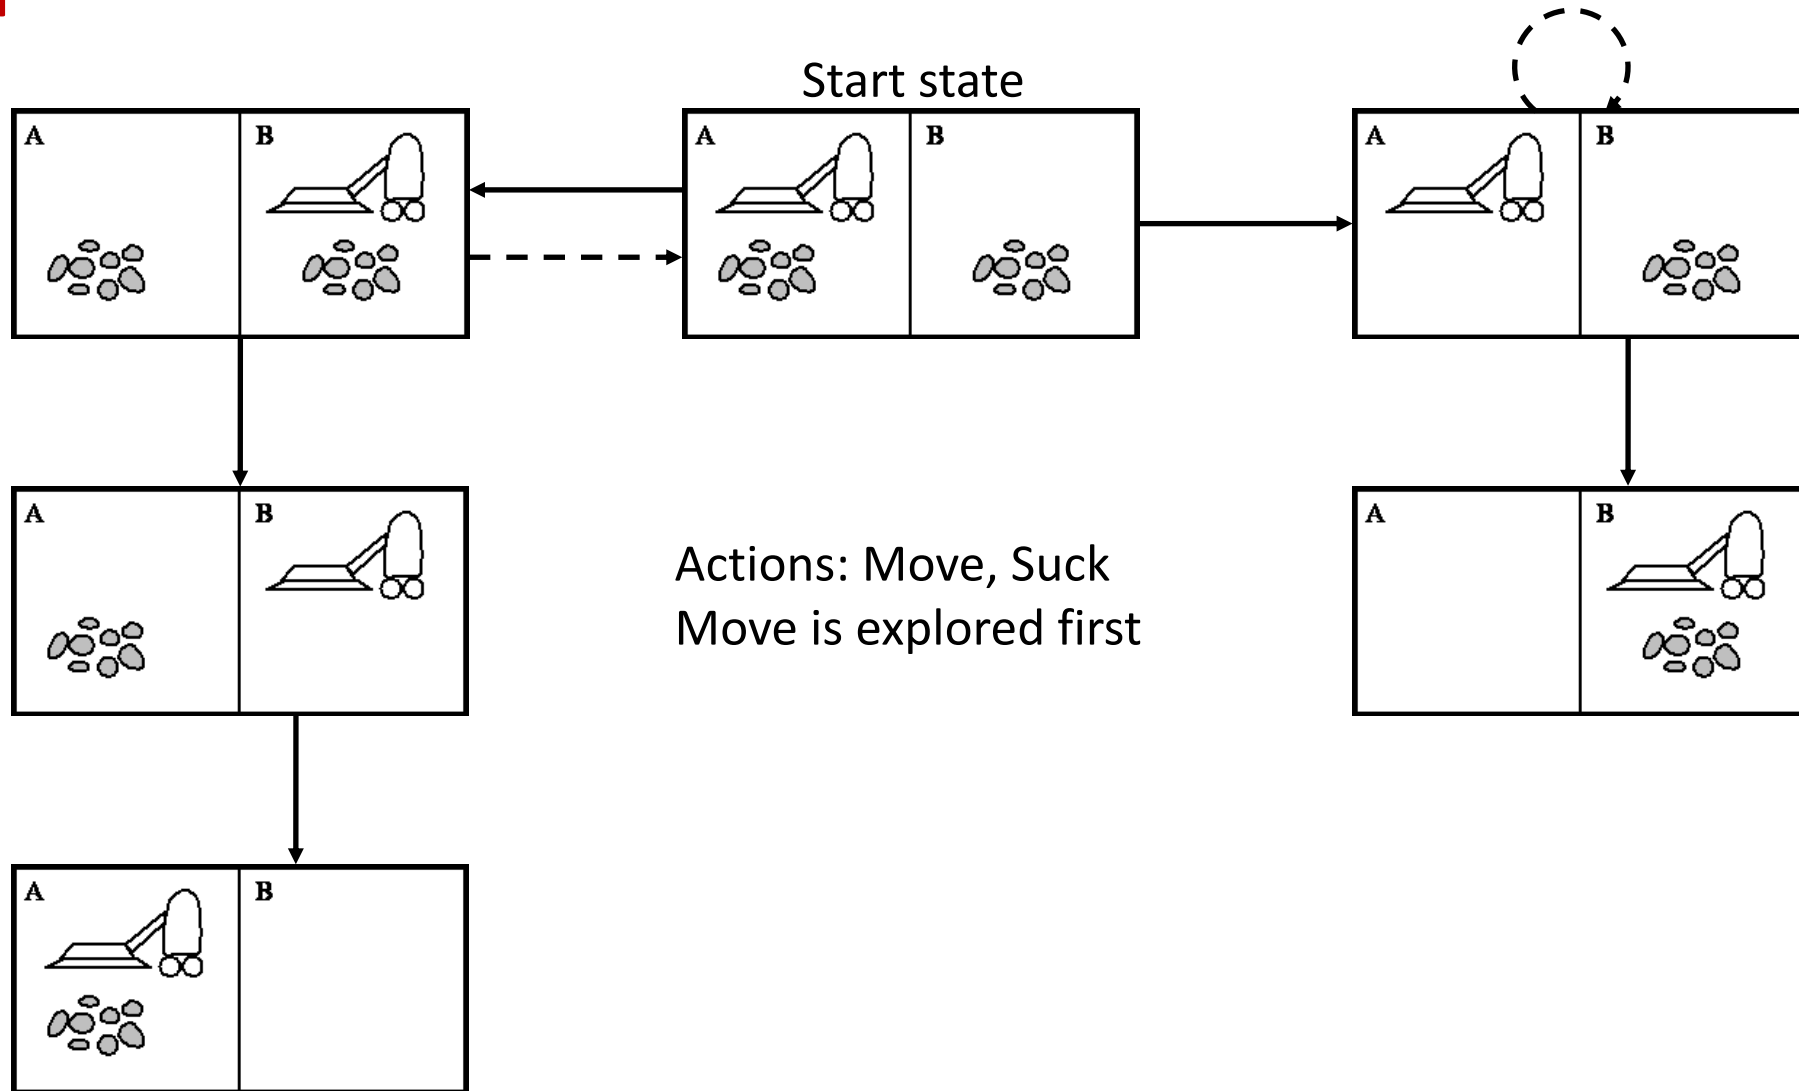 Start state
A B
A B
A B
A B
A B
Actions: Move, Suck
Move is explored first
A B